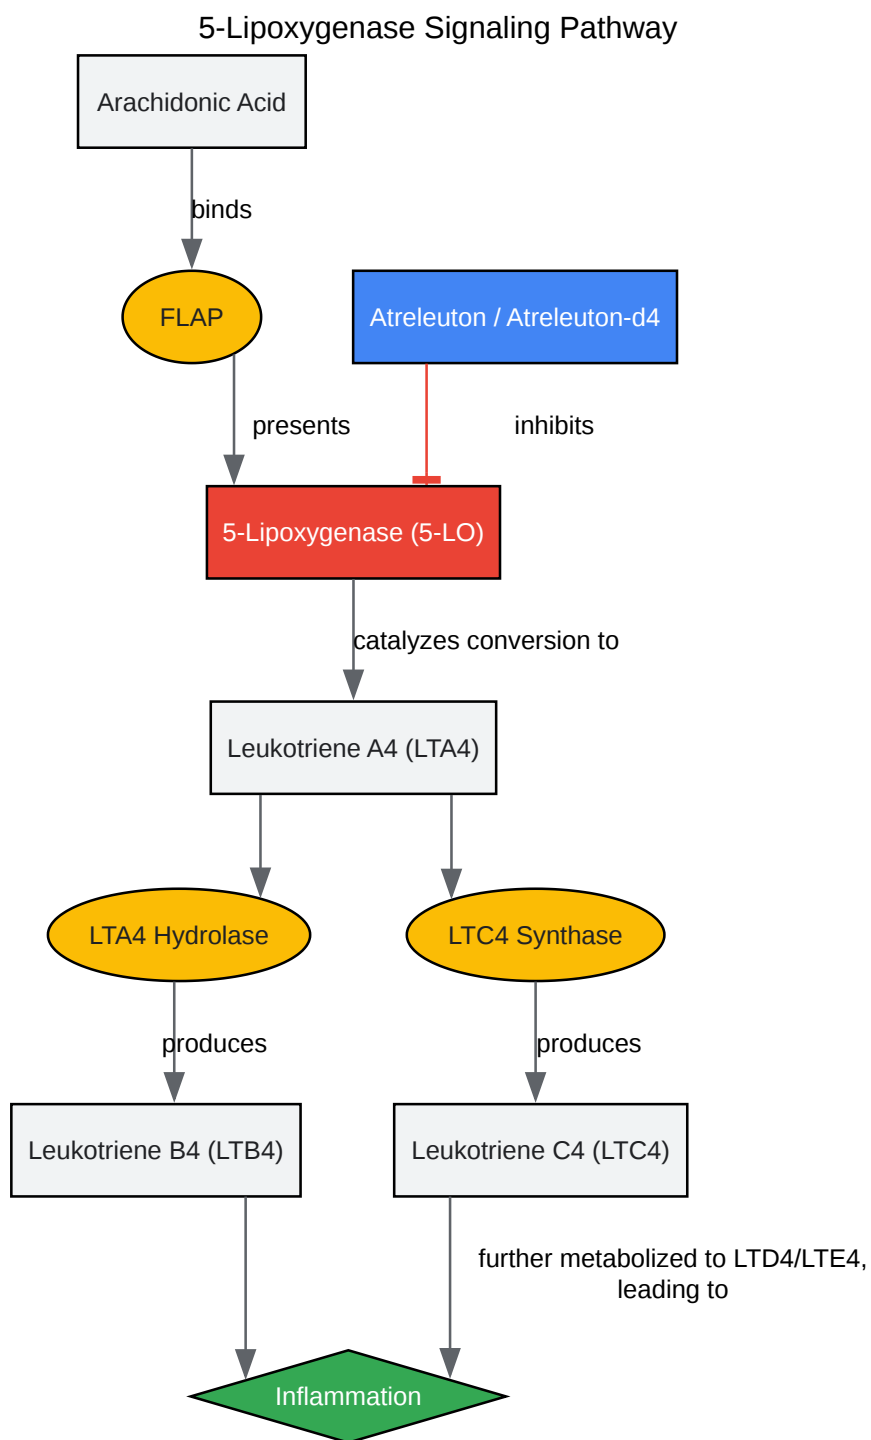 5-Lipoxygenase Signaling Pathway
Arachidonic Acid
binds
FLAP
Atreleuton / Atreleuton-d4
presents
inhibits
5-Lipoxygenase (5-LO)
catalyzes conversion to
Leukotriene A4 (LTA4)
LTA4 Hydrolase
LTC4 Synthase
produces
produces
Leukotriene B4 (LTB4)
Leukotriene C4 (LTC4)
further metabolized to LTD4/LTE4,
leading to
Inflammation